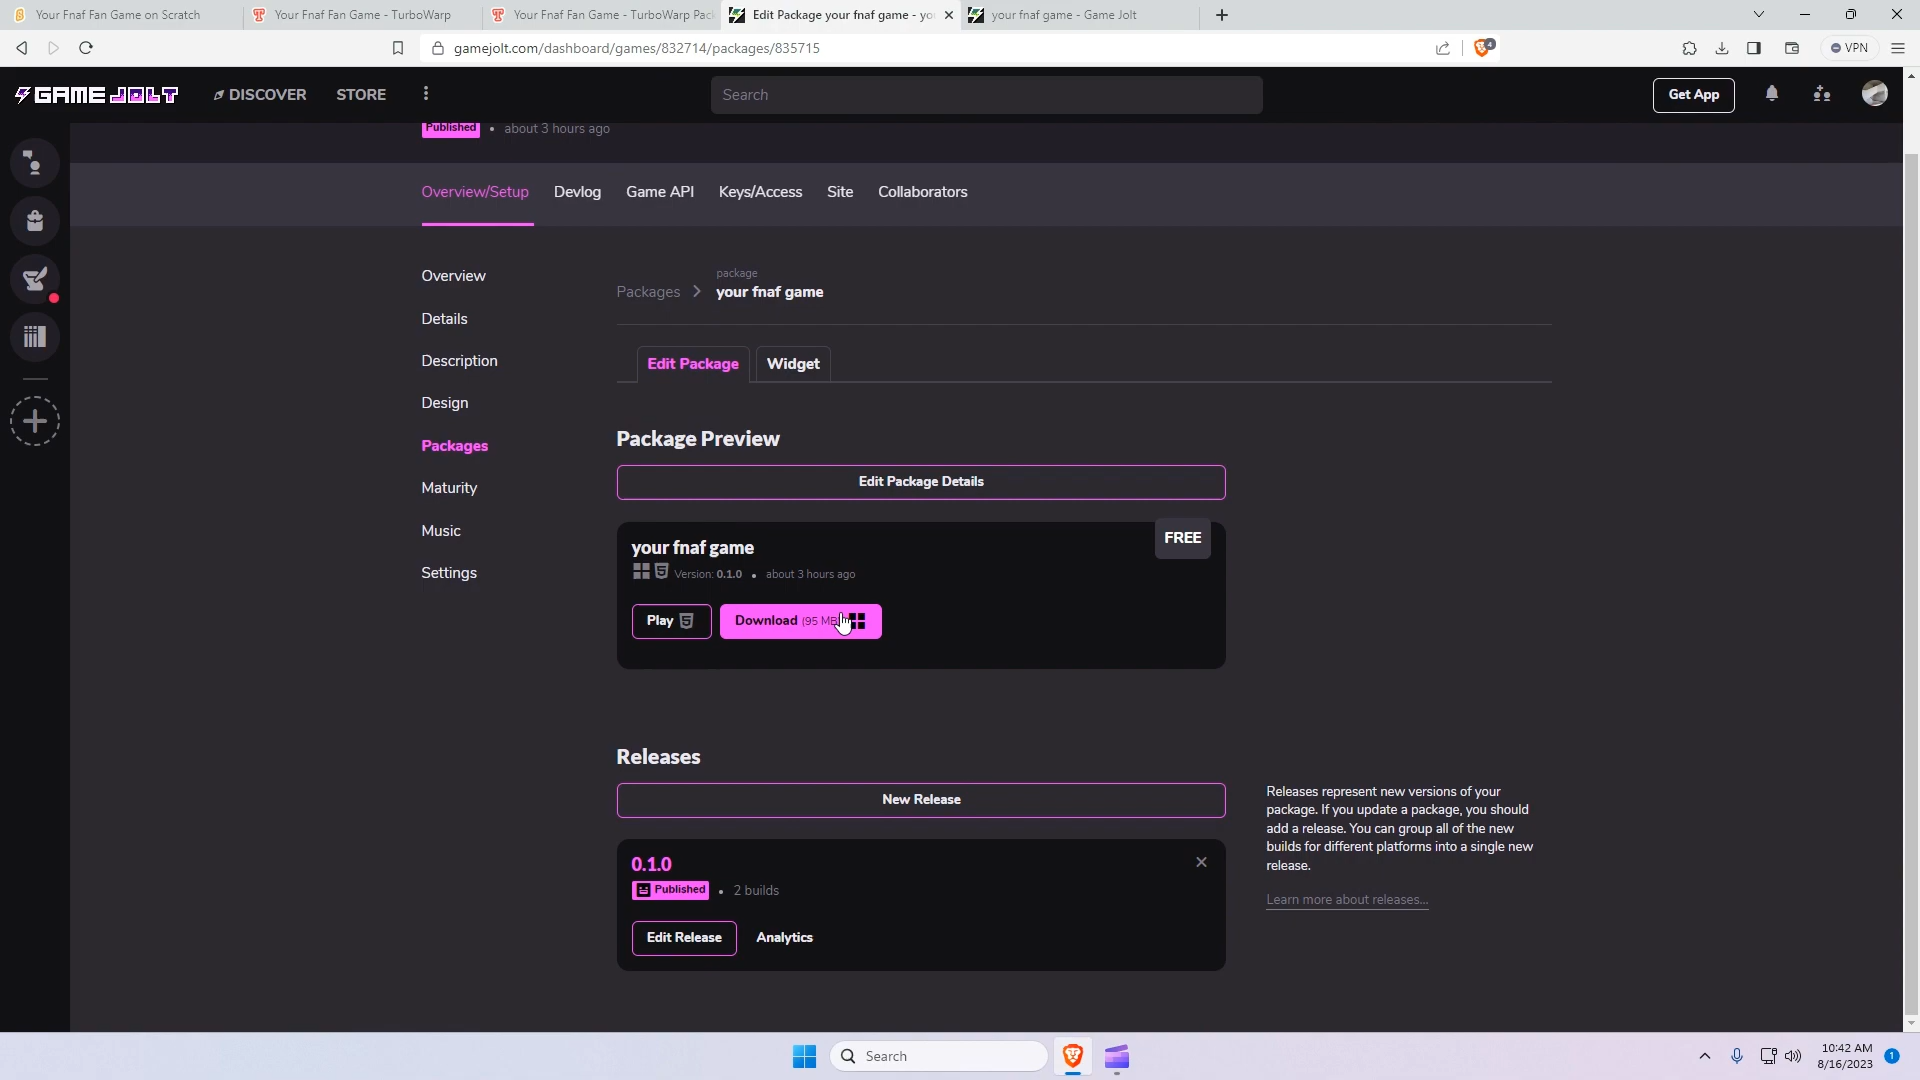 Your Fnaf Fan Game on Scratch
Your Fnaf Fan Game - TurboWarp
Your Fnaf Fan Game - TurboWarp Pack
Edit Package your fnaf game - yo
your fnaf game - Game Jolt
gamejolt.com/dashboard/games/832714/packages/835715
4
VPN
GAME JOLT
DISCOVER
STORE
Search
Get App
Published • about 3 hours ago
Overview/Setup
Devlog
Game API
Keys/Access
Site
Collaborators
Overview
Details
Description
Design
Packages
Maturity
Music
Settings
package
Packages
your fnaf game
Edit Package
Widget
Package Preview
Edit Package Details
your fnaf game
FREE
Version: 0.1.0 • about 3 hours ago
Play
Download (95 MB
Releases
New Release
0.1.0
Published • 2 builds
Edit Release
Analytics
Releases represent new versions of your
package. If you update a package, you should
add a release. You can group all of the new
builds for different platforms into a single new
release.
Learn more about releases...
Search
10:42 AM
8/16/2023
1